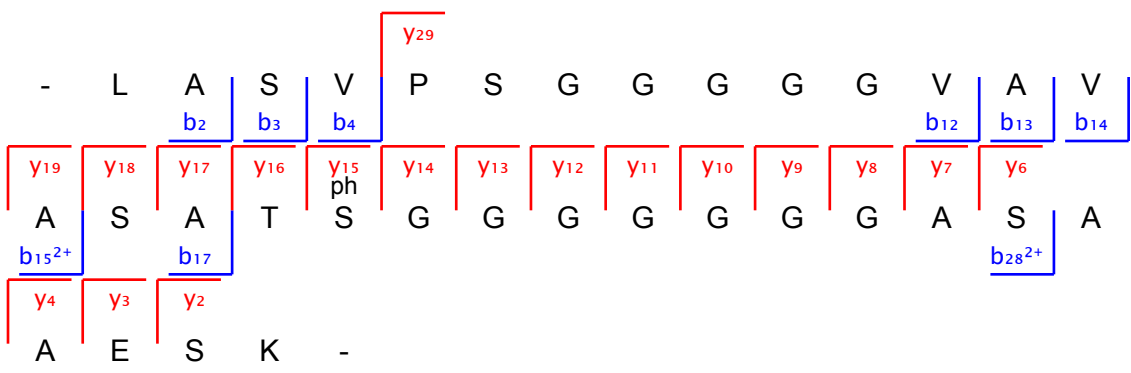 y29
- L A S V P S G G G G G V A V
b2 b3 b4 b12 b13 b14
y19 y18 y17 y16 y15 y14 y13 y12 y11 y10 y9 y8 y7 y6
ph
A S A T S G G G G G G G A S A
b15²⁺ b17 b28²⁺
y4 y3 y2
A E S K -